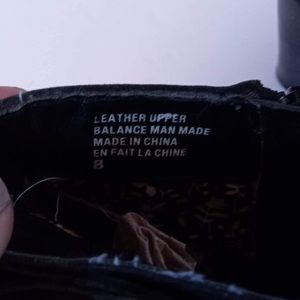 LEATHER UPPER
BALANCE MAN MADE
MADE IN CHINA
EN FAIT LA CHINE
8